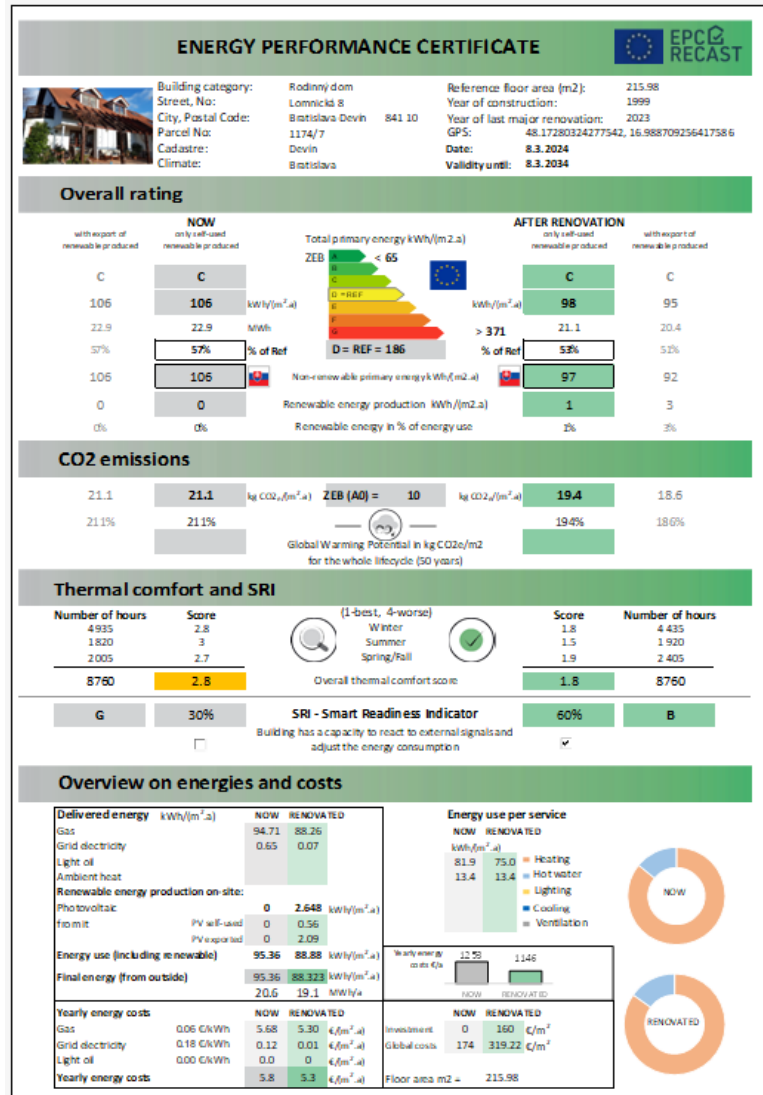 ENERGY PERFORMANCE CERTIFICATE
EPC RECAST
Building category: Rodinný dom Reference floor area (m2): 215.98
Street, No: Lomnická 8 Year of construction: 1999
City, Postal Code: Bratislava-Devín 841 10 Year of last major renovation: 2023
Parcel No: 1174/7 GPS: 48.17280324277542, 16.988709256417586
Cadastre: Devín Date: 8.3.2024
Climate: Bratislava Validity until: 8.3.2034
Overall rating
NOW AFTER RENOVATION
with export of renewable produced only self-used renewable produced Total primary energy kWh/(m2.a) only self-used renewable produced with export of renewable produced
ZEB A < 65
B
C C C C C
D =REF
106 106 kWh/(m².a) E kWh/(m².a) 98 95
F
22.9 22.9 MWh G > 371 21.1 20.4
57% 57% % of Ref D = REF = 186 % of Ref 53% 51%
106 106 Non-renewable primary energy kWh/(m2.a) 97 92
0 0 Renewable energy production kWh/(m2.a) 1 3
0% 0% Renewable energy in % of energy use 1% 3%
CO2 emissions
21.1 21.1 kg CO2ₑ/(m².a) ZEB (A0) = 10 kg CO2ₑ/(m².a) 19.4 18.6
211% 211% CO₂ 194% 186%
Global Warming Potential in kg CO2e/m2
for the whole lifecycle (50 years)
Thermal comfort and SRI
Number of hours Score (1-best, 4-worse) Score Number of hours
4935 2.8 Winter 1.8 4 435
1820 3 Summer 1.5 1 920
2005 2.7 Spring/Fall 1.9 2 405
8760 2.8 Overall thermal comfort score 1.8 8760
G 30% SRI - Smart Readiness Indicator 60% B
Building has a capacity to react to external signals and
adjust the energy consumption
Overview on energies and costs
Delivered energy kWh/(m².a) NOW RENOVATED
Gas 94.71 88.26
Grid electricity 0.65 0.07
Light oil
Ambient heat
Renewable energy production on-site:
Photovoltaic 0 2.648 kWh/(m².a)
from it PV self-used 0 0.56
PV exported 0 2.09
Energy use (including renewable) 95.36 88.88 kWh/(m².a)
Final energy (from outside) 95.36 88.323 kWh/(m².a)
20.6 19.1 MWh/a
Energy use per service
NOW RENOVATED
kWh/(m².a)
81.9 75.0 Heating
13.4 13.4 Hot water
Lighting
Cooling
Ventilation
NOW
Yearly energy costs €/a 1253 1146
NOW RENOVATED
RENOVATED
Yearly energy costs NOW RENOVATED
Gas 0.06 €/kWh 5.68 5.30 €/(m².a)
Grid electricity 0.18 €/kWh 0.12 0.01 €/(m².a)
Light oil 0.00 €/kWh 0.0 0 €/(m².a)
Yearly energy costs 5.8 5.3 €/(m².a)
NOW RENOVATED
Investment 0 160 €/m²
Global costs 174 319.22 €/m²
Floor area m2 = 215.98